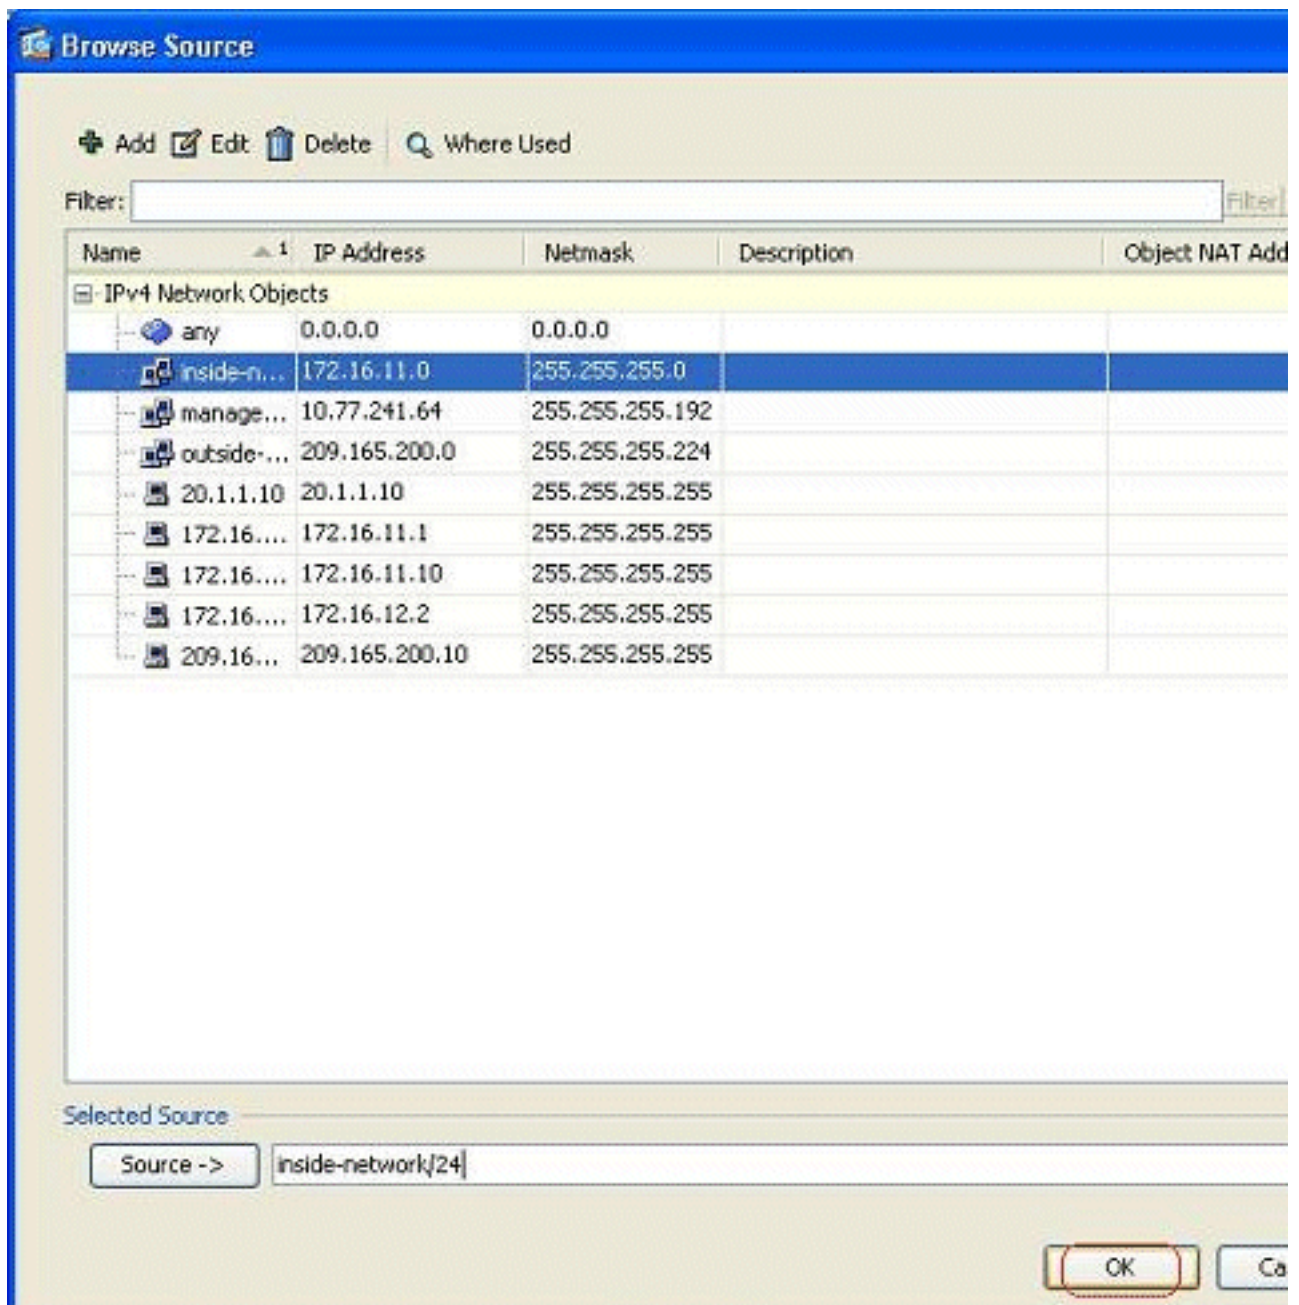 Browse Source
Add Edit Delete Where Used
Filter: Filter
Name 1 IP Address Netmask Description Object NAT Add
IPv4 Network Objects
any 0.0.0.0 0.0.0.0
inside-n... 172.16.11.0 255.255.255.0
manage... 10.77.241.64 255.255.255.192
outside-... 209.165.200.0 255.255.255.224
20.1.1.10 20.1.1.10 255.255.255.255
172.16.... 172.16.11.1 255.255.255.255
172.16.... 172.16.11.10 255.255.255.255
172.16.... 172.16.12.2 255.255.255.255
209.16... 209.165.200.10 255.255.255.255
Selected Source
Source -> inside-network/24
OK Ca